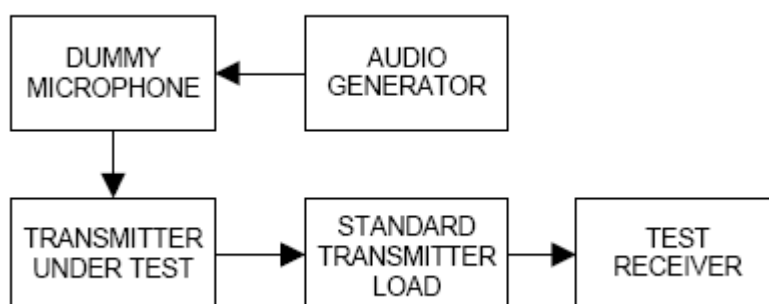 DUMMY
MICROPHONE
AUDIO
GENERATOR
TRANSMITTER
UNDER TEST
STANDARD
TRANSMITTER
LOAD
TEST
RECEIVER